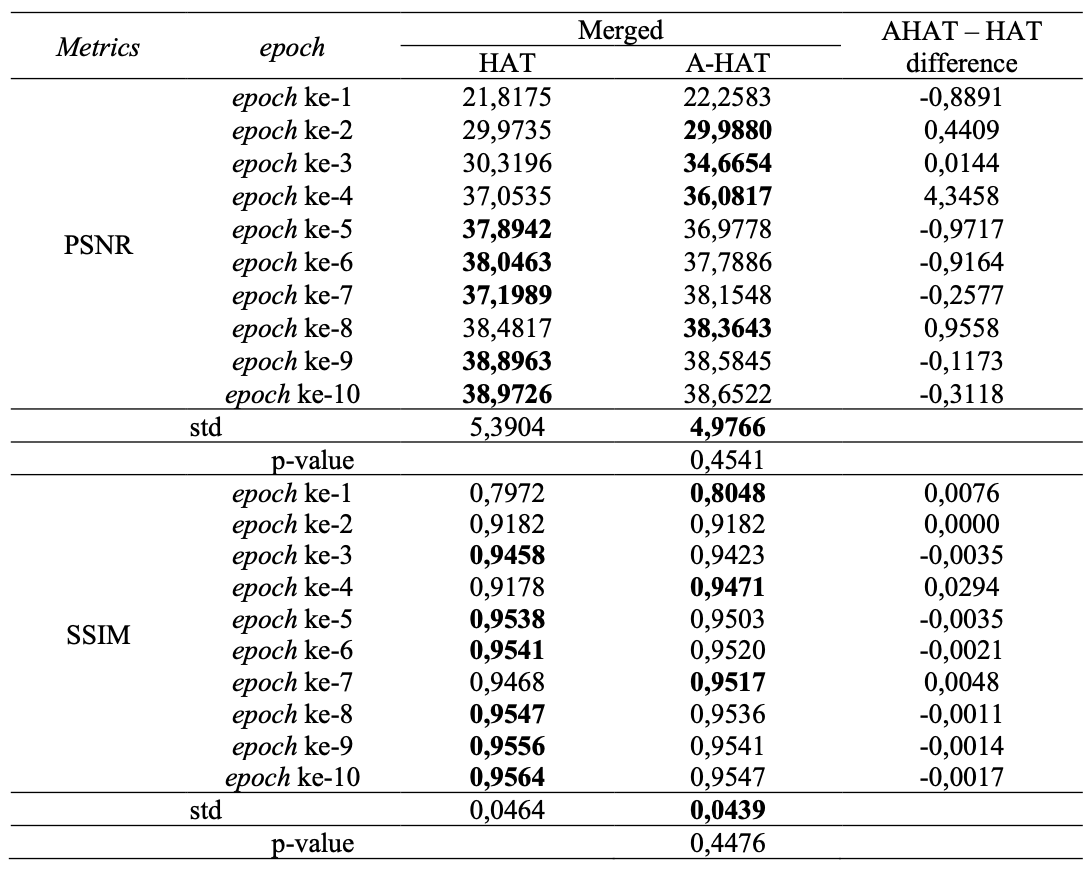 Metrics epoch Merged AHAT – HAT
HAT A-HAT difference
epoch ke-1 21,8175 22,2583 -0,8891
epoch ke-2 29,9735 29,9880 0,4409
epoch ke-3 30,3196 34,6654 0,0144
epoch ke-4 37,0535 36,0817 4,3458
PSNR epoch ke-5 37,8942 36,9778 -0,9717
epoch ke-6 38,0463 37,7886 -0,9164
epoch ke-7 37,1989 38,1548 -0,2577
epoch ke-8 38,4817 38,3643 0,9558
epoch ke-9 38,8963 38,5845 -0,1173
epoch ke-10 38,9726 38,6522 -0,3118
std 5,3904 4,9766
p-value 0,4541
epoch ke-1 0,7972 0,8048 0,0076
epoch ke-2 0,9182 0,9182 0,0000
epoch ke-3 0,9458 0,9423 -0,0035
epoch ke-4 0,9178 0,9471 0,0294
SSIM epoch ke-5 0,9538 0,9503 -0,0035
epoch ke-6 0,9541 0,9520 -0,0021
epoch ke-7 0,9468 0,9517 0,0048
epoch ke-8 0,9547 0,9536 -0,0011
epoch ke-9 0,9556 0,9541 -0,0014
epoch ke-10 0,9564 0,9547 -0,0017
std 0,0464 0,0439
p-value 0,4476